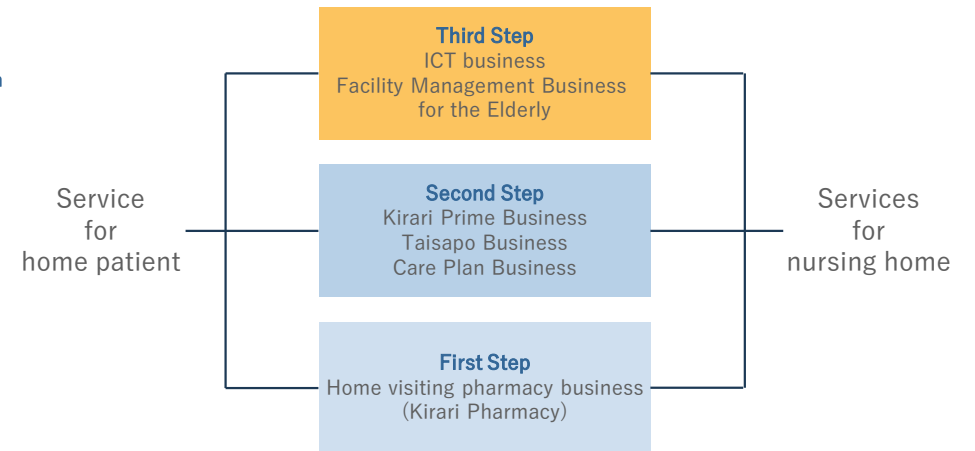 Third Step
ICT business
Facility Management Business
for the Elderly
Service
for
home patient
Second Step
Kirari Prime Business
Taisapo Business
Care Plan Business
Services
for
nursing home
First Step
Home visiting pharmacy business
(Kirari Pharmacy)